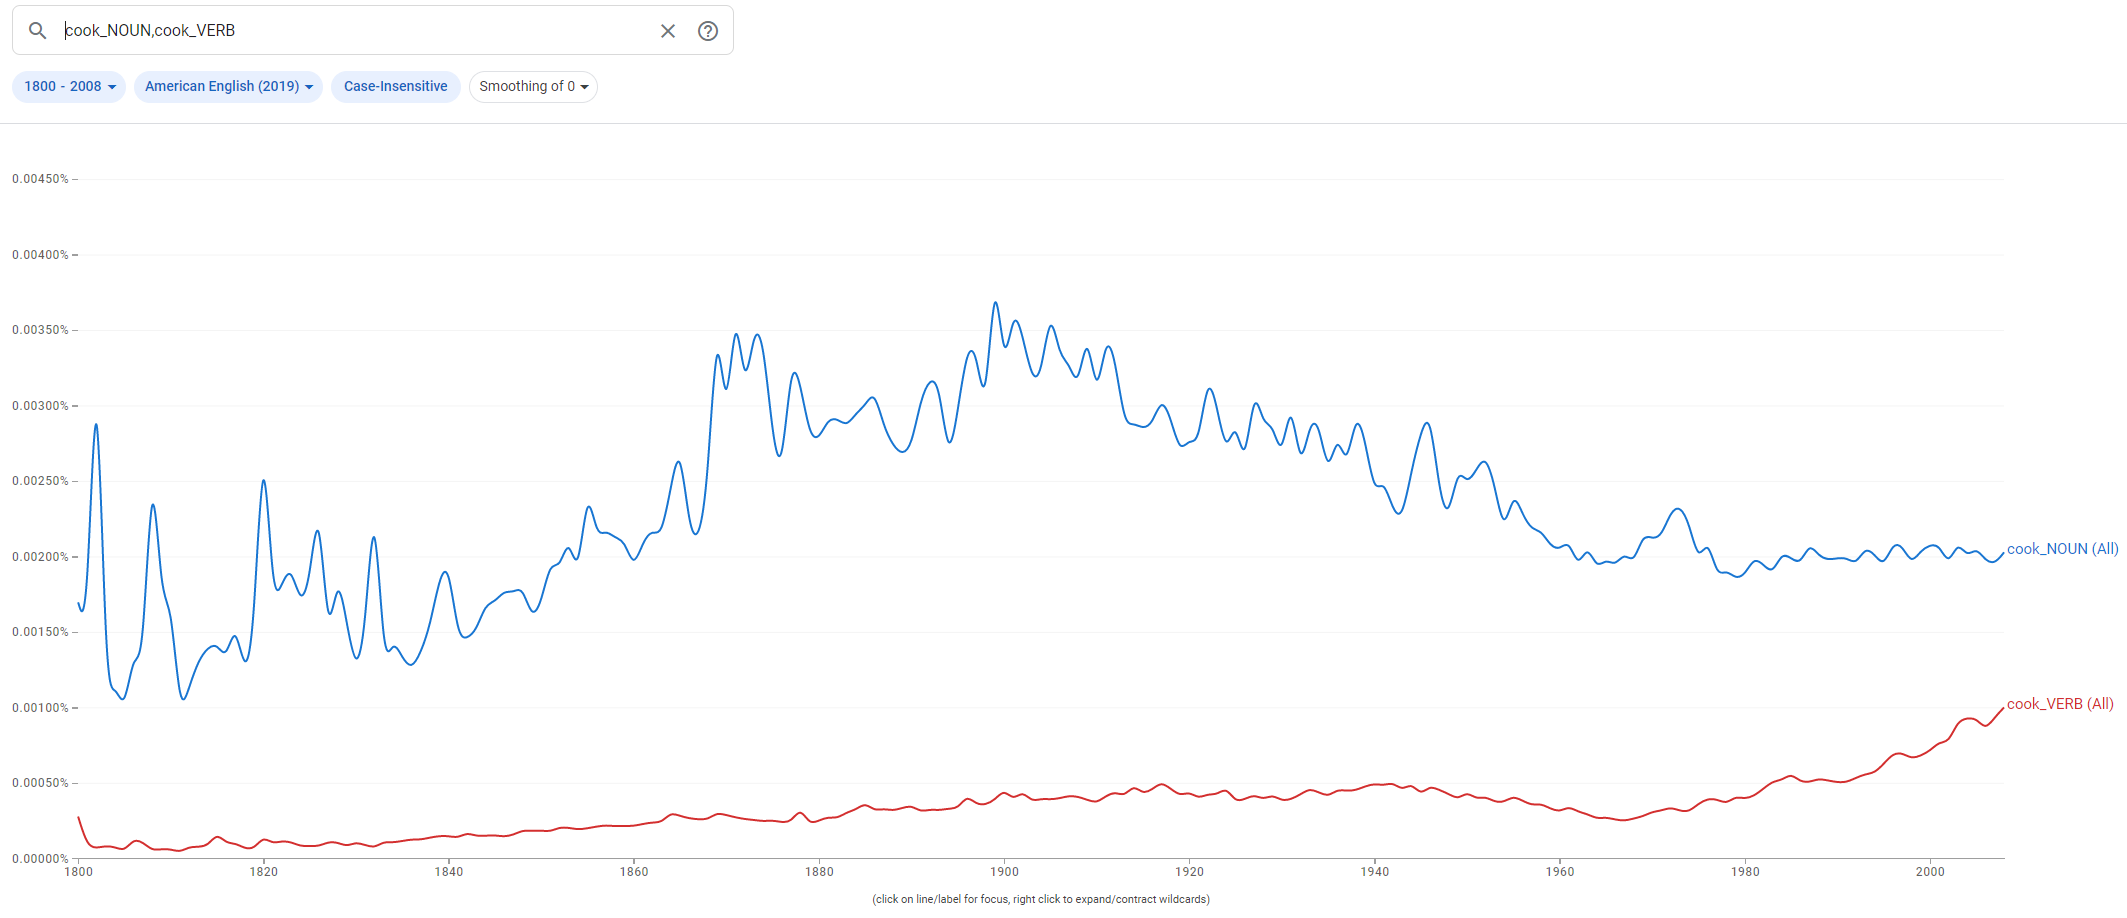 cook_NOUN,cook_VERB
1800 - 2008 American English (2019) Case-Insensitive Smoothing of 0
0.00450%
0.00400%
0.00350%
0.00300%
0.00250%
0.00200%
cook_NOUN (All)
0.00150%
0.00100%
cook_VERB (All)
0.00050%
0.00000%
1800 1820 1840 1860 1880 1900 1920 1940 1960 1980 2000
(click on line/label for focus, right click to expand/contract wildcards)